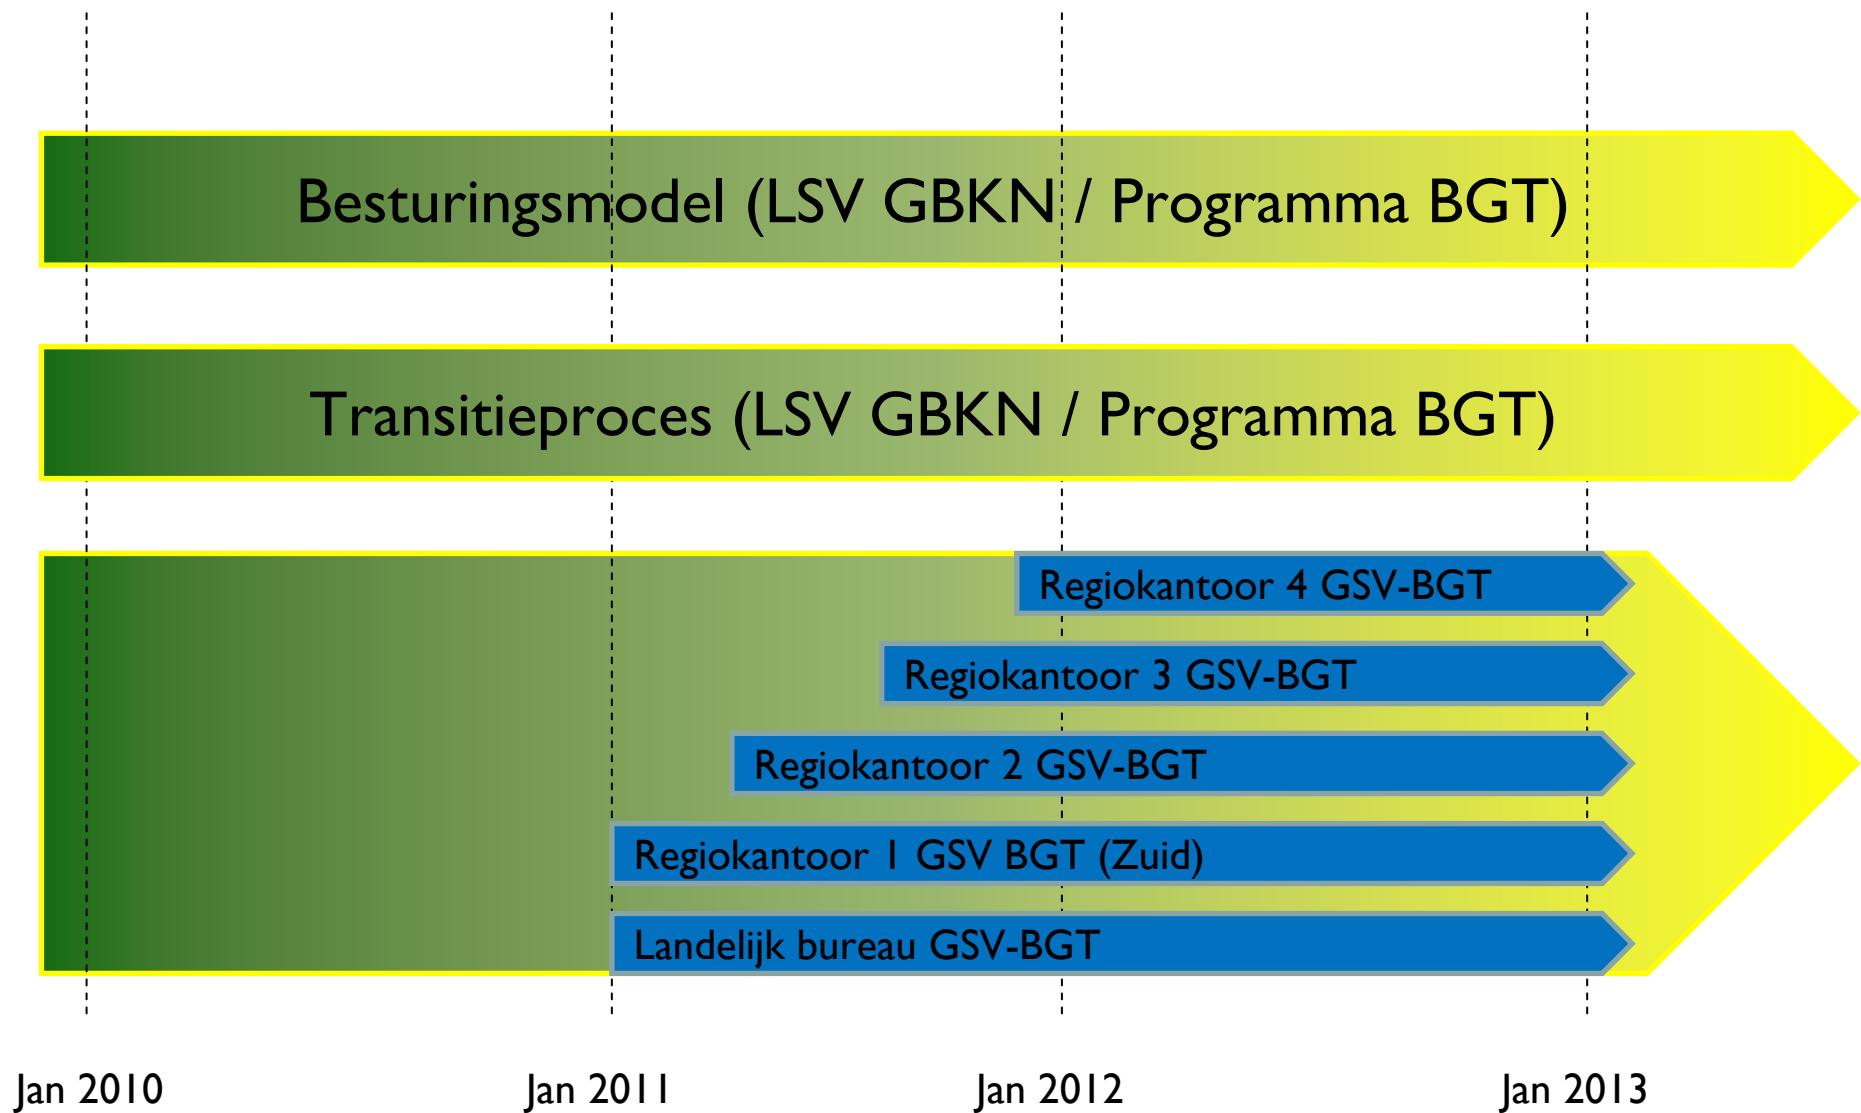 Besturingsmodel (LSV GBKN / Programma BGT)
Transitieproces (LSV GBKN / Programma BGT)
Regiokantoor 4 GSV-BGT
Regiokantoor 3 GSV-BGT
Regiokantoor 2 GSV-BGT
Regiokantoor 1 GSV BGT (Zuid)
Landelijk bureau GSV-BGT
Jan 2010 Jan 2011 Jan 2012 Jan 2013